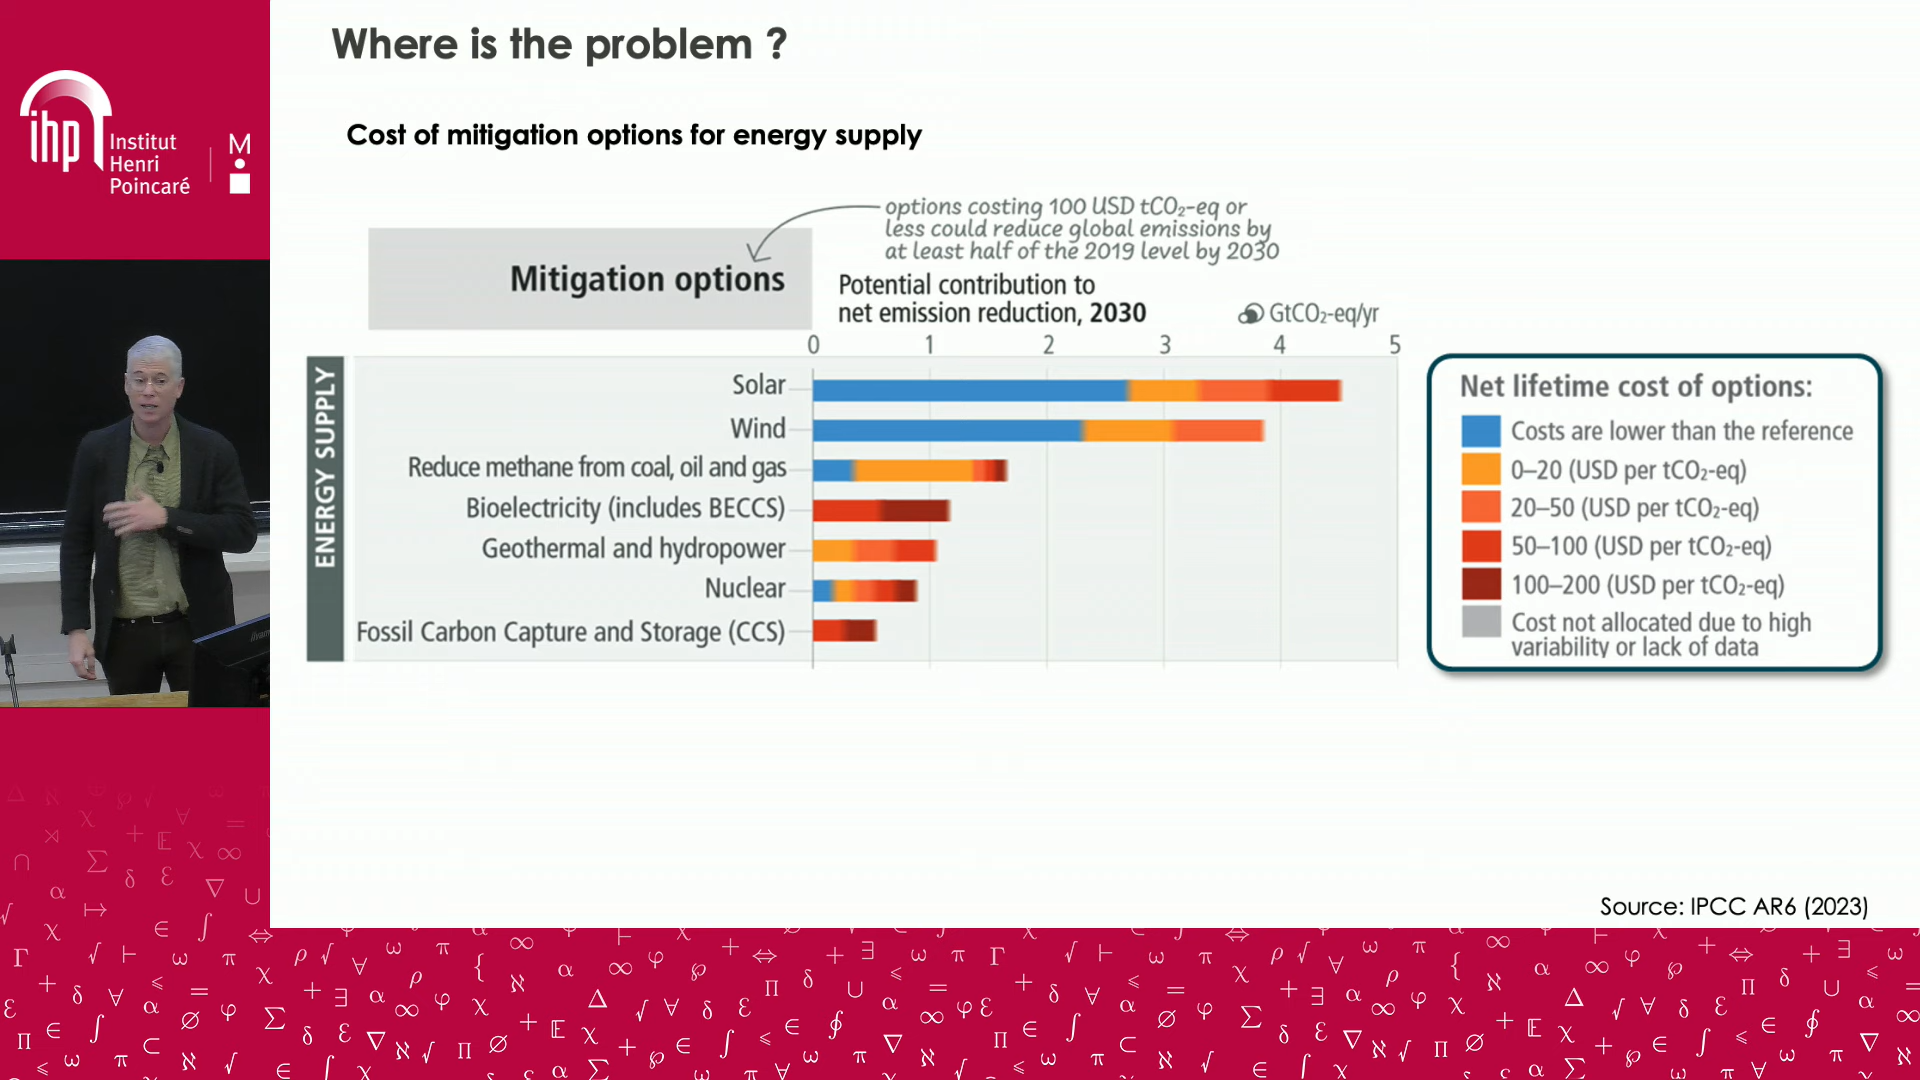 Where is the problem ?
ihp
Institut
Henri
Poincaré
M
Cost of mitigation options for energy supply
options costing 100 USD tCO₂-eq or
less could reduce global emissions by
at least half of the 2019 level by 2030
Mitigation options
Potential contribution to
net emission reduction, 2030
GtCO₂-eq/yr
0 1 2 3 4 5
ENERGY SUPPLY
Solar
Wind
Reduce methane from coal, oil and gas
Bioelectricity (includes BECCS)
Geothermal and hydropower
Nuclear
Fossil Carbon Capture and Storage (CCS)
Net lifetime cost of options:
Costs are lower than the reference
0–20 (USD per tCO₂-eq)
20–50 (USD per tCO₂-eq)
50–100 (USD per tCO₂-eq)
100–200 (USD per tCO₂-eq)
Cost not allocated due to high
variability or lack of data
Source: IPCC AR6 (2023)